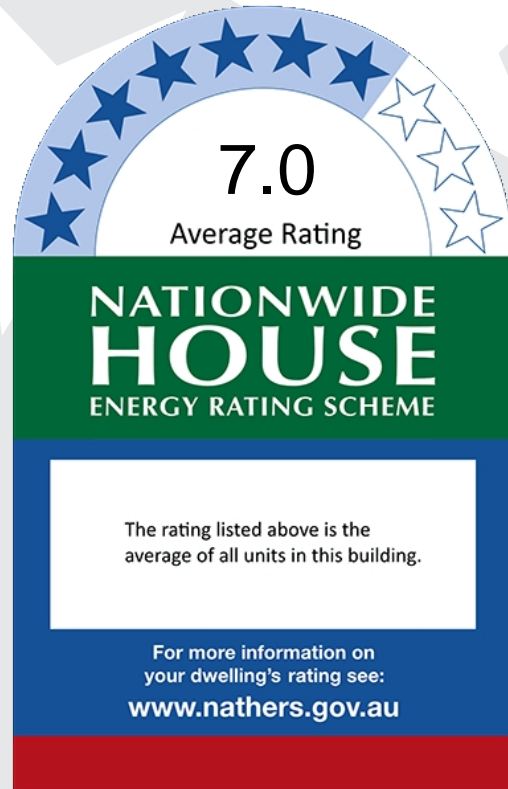 7.0
Average Rating
NATIONWIDE
HOUSE
ENERGY RATING SCHEME
The rating listed above is the
average of all units in this building.
For more information on
your dwelling's rating see:
www.nathers.gov.au